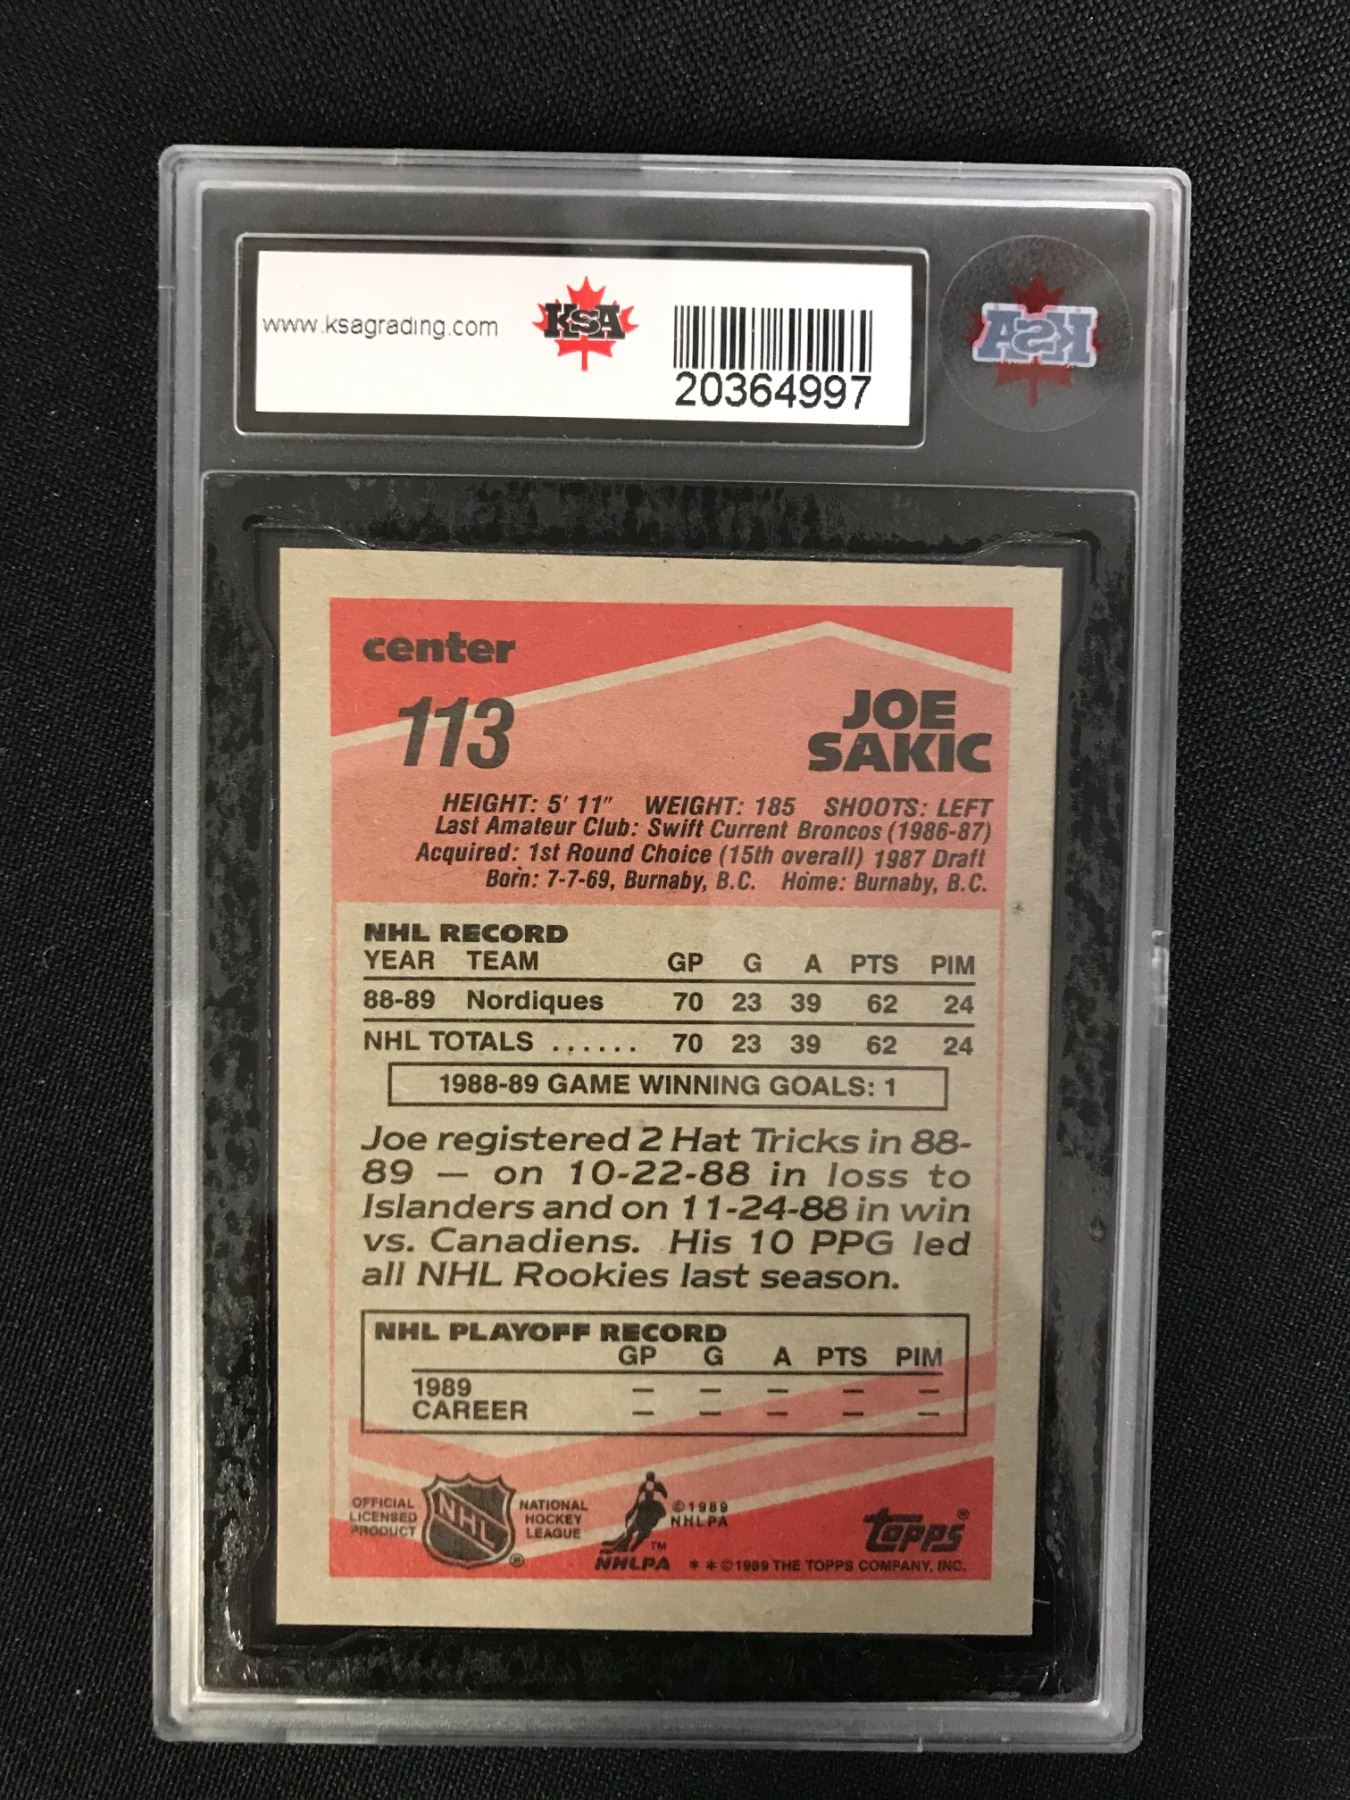 www.ksagrading.com
KSA
20364997
KSA
center
113
JOE
SAKIC
HEIGHT: 5' 11" WEIGHT: 185 SHOOTS: LEFT
Last Amateur Club: Swift Current Broncos (1986-87)
Acquired: 1st Round Choice (15th overall) 1987 Draft
Born: 7-7-69, Burnaby, B.C. Home: Burnaby, B.C.
NHL RECORD
YEAR TEAM GP G A PTS PIM
88-89 Nordiques 70 23 39 62 24
NHL TOTALS ...... 70 23 39 62 24
1988-89 GAME WINNING GOALS: 1
Joe registered 2 Hat Tricks in 88-
89 — on 10-22-88 in loss to
Islanders and on 11-24-88 in win
vs. Canadiens. His 10 PPG led
all NHL Rookies last season.
NHL PLAYOFF RECORD
GP G A PTS PIM
1989 — — — — —
CAREER — — — — —
OFFICIAL
LICENSED
PRODUCT
NHL
®
NATIONAL
HOCKEY
LEAGUE
TM
NHLPA
©1989
NHLPA
topps®
* * ©1989 THE TOPPS COMPANY, INC.